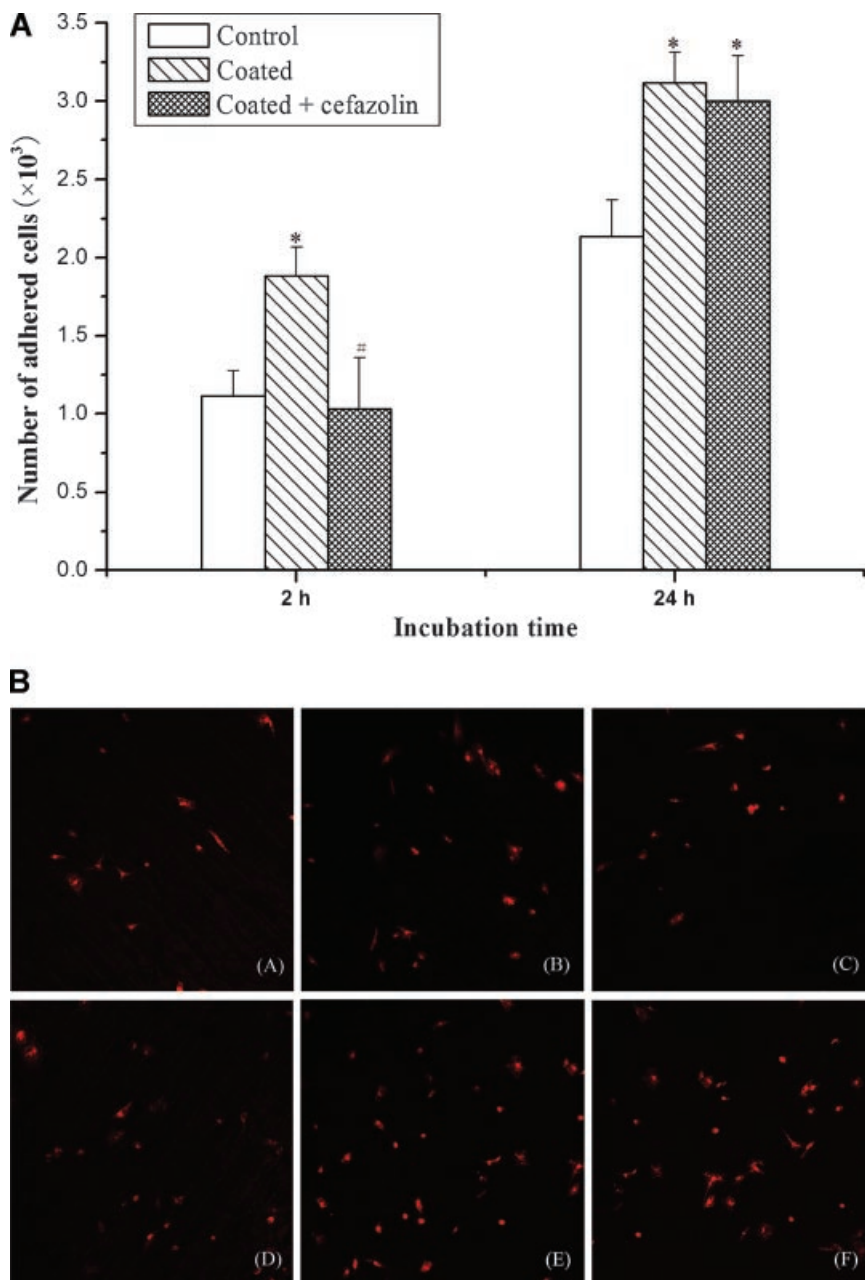 A
Control
Coated
Coated + cefazolin
Number of adhered cells (×10³)
3.5
3.0
2.5
2.0
1.5
1.0
0.5
0.0
*
#
*
*
2 h
24 h
Incubation time
B
(A)
(B)
(C)
(D)
(E)
(F)